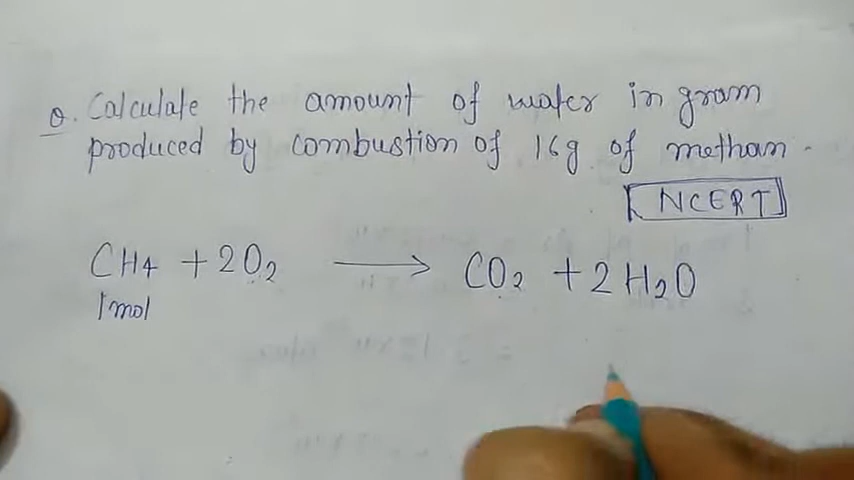 Q. Calculate the amount of water in gram
produced by combustion of 16g of methan.
[NCERT]
CH4 + 2O2 → CO2 + 2H2O
1mol